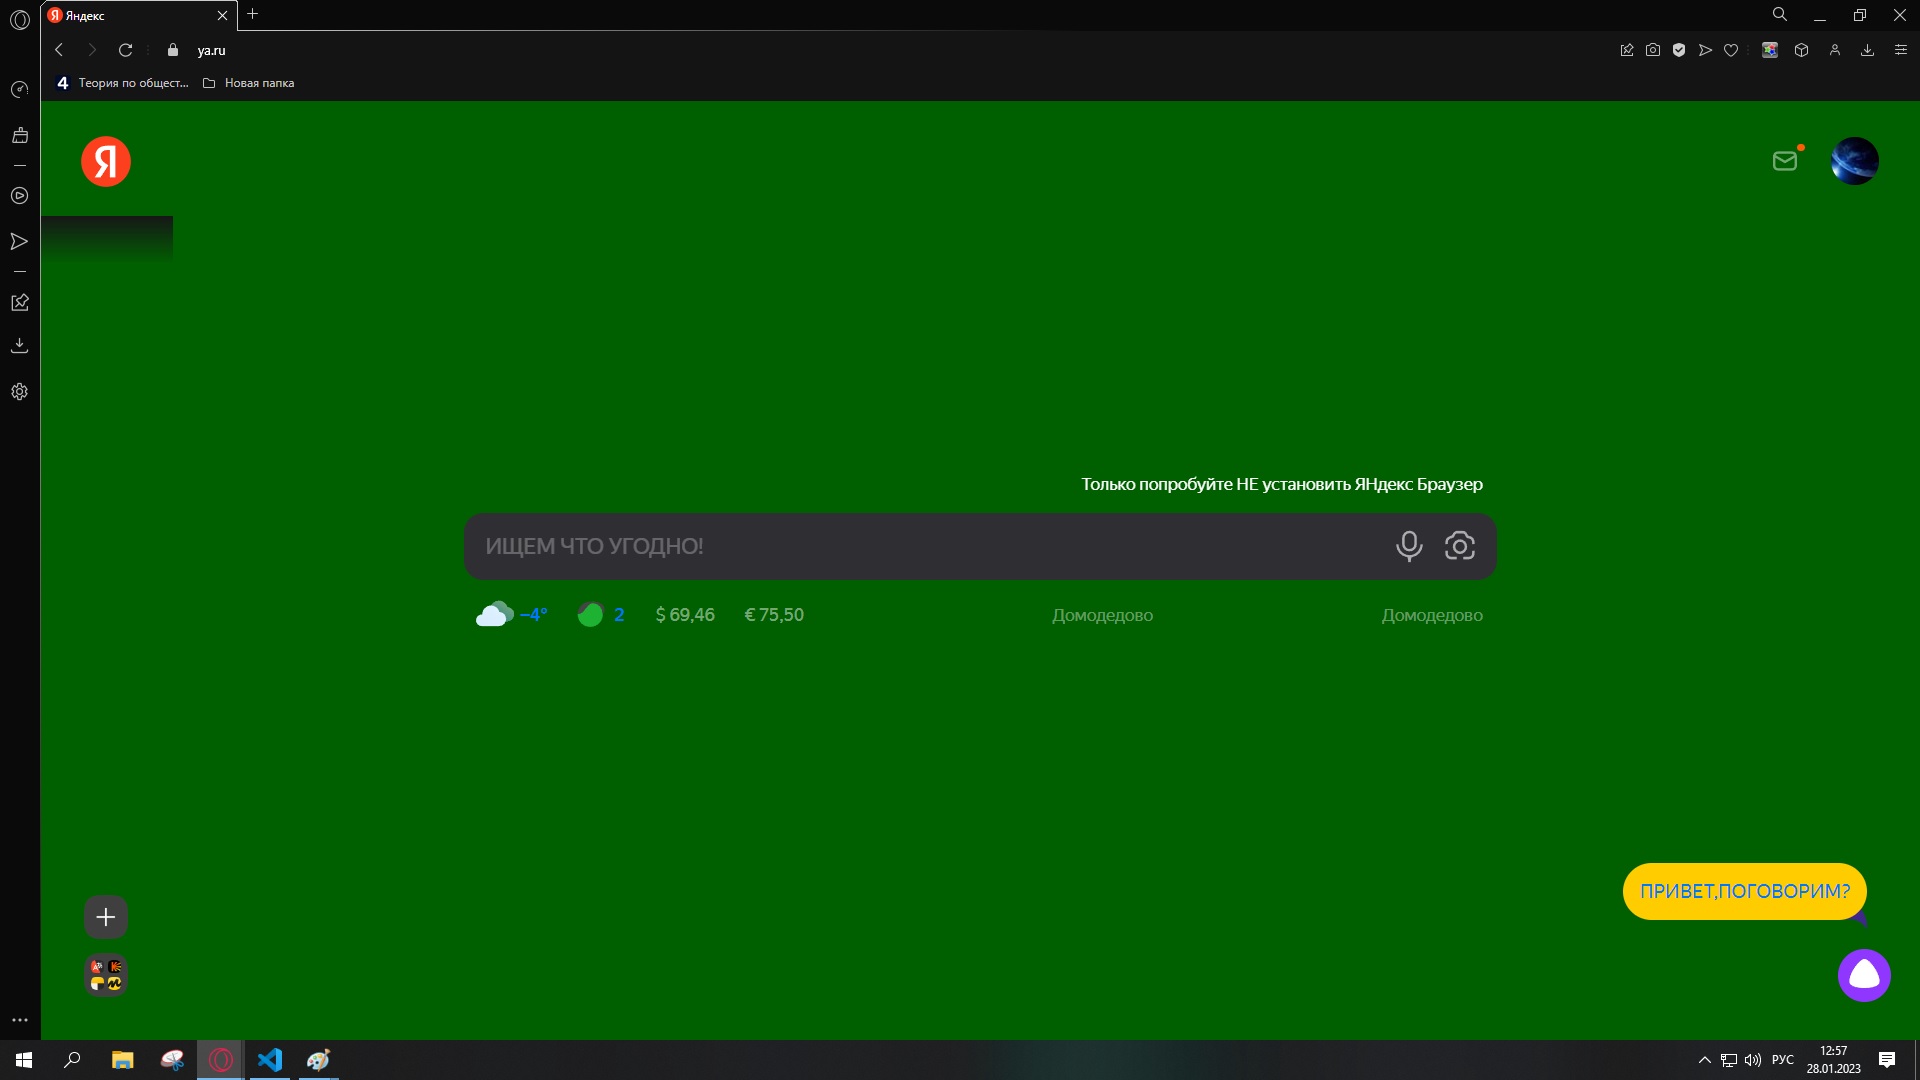 Яндекс
ya.ru
4 Теория по общест... Новая папка
Я
Только попробуйте НЕ установить ЯНдекс Браузер
ИЩЕМ ЧТО УГОДНО!
−4° 2 $ 69,46 € 75,50 Домодедово Домодедово
ПРИВЕТ,ПОГОВОРИМ?
РУС 12:57
28.01.2023